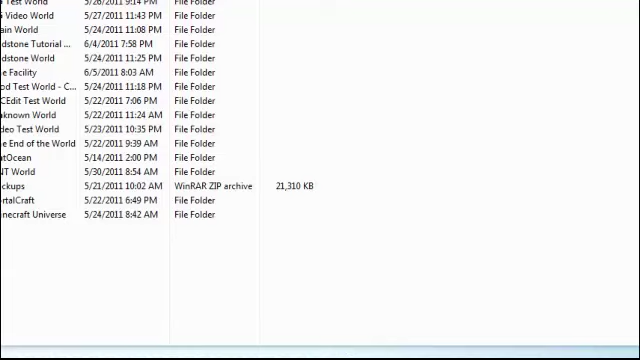 Test World 5/26/2011 9:14 PM File Folder
Video World 5/27/2011 11:43 PM File Folder
ain World 5/24/2011 11:08 PM File Folder
dstone Tutorial ... 6/4/2011 7:58 PM File Folder
dstone World 5/24/2011 11:25 PM File Folder
e Facility 6/5/2011 8:03 AM File Folder
od Test World - C... 5/24/2011 11:18 PM File Folder
CEdit Test World 5/22/2011 7:06 PM File Folder
known World 5/22/2011 11:24 AM File Folder
deo Test World 5/23/2011 10:35 PM File Folder
e End of the World 5/22/2011 9:39 AM File Folder
atOcean 5/14/2011 2:00 PM File Folder
NT World 5/30/2011 8:54 AM File Folder
ckups 5/21/2011 10:02 AM WinRAR ZIP archive 21,310 KB
rtalCraft 5/22/2011 6:49 PM File Folder
inecraft Universe 5/24/2011 8:42 AM File Folder